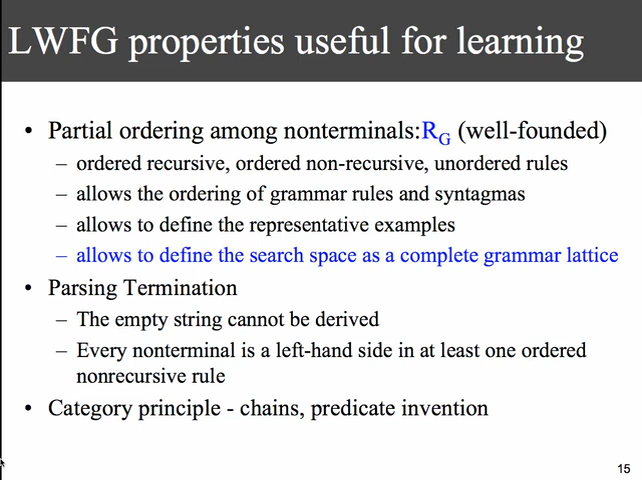 LWFG properties useful for learning
• Partial ordering among nonterminals:RG (well-founded)
– ordered recursive, ordered non-recursive, unordered rules
– allows the ordering of grammar rules and syntagmas
– allows to define the representative examples
– allows to define the search space as a complete grammar lattice
• Parsing Termination
– The empty string cannot be derived
– Every nonterminal is a left-hand side in at least one ordered
nonrecursive rule
• Category principle - chains, predicate invention
15